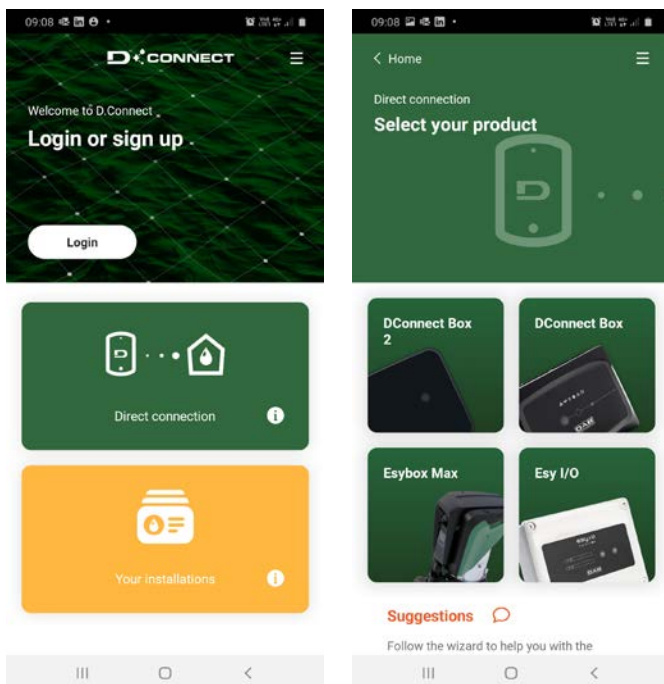 09:08
D CONNECT
Welcome to D.Connect
Login or sign up
Login
Direct connection
Your installations
09:08
Home
Direct connection
Select your product
D
DConnect Box
2
DConnect Box
DAB
Esybox Max
Esy I/O
DAB
Suggestions
Follow the wizard to help you with the